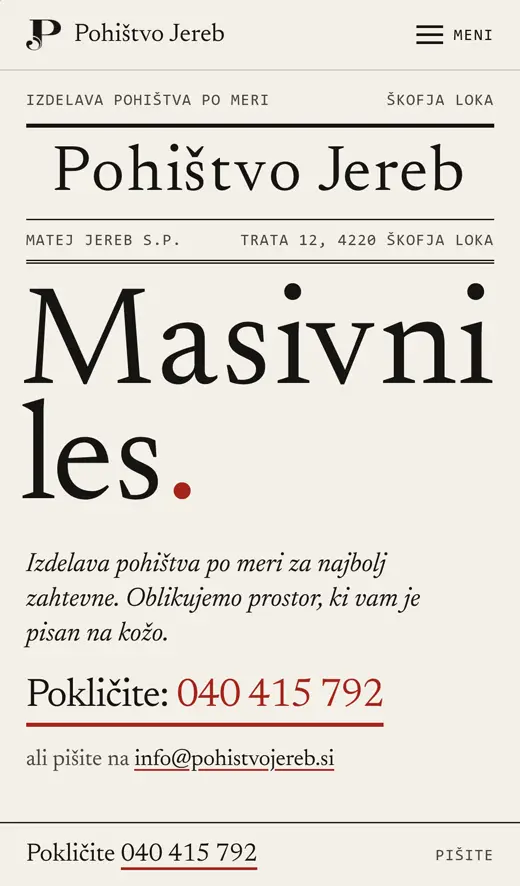 Pohištvo Jereb
MENI
IZDELAVA POHIŠTVA PO MERI
ŠKOFJA LOKA
Pohištvo Jereb
MATEJ JEREB S.P.
TRATA 12, 4220 ŠKOFJA LOKA
Masivni
les.
Izdelava pohištva po meri za najbolj
zahtevne. Oblikujemo prostor, ki vam je
pisan na kožo.
Pokličite: 040 415 792
ali pišite na info@pohistvojereb.si
Pokličite 040 415 792
PIŠITE